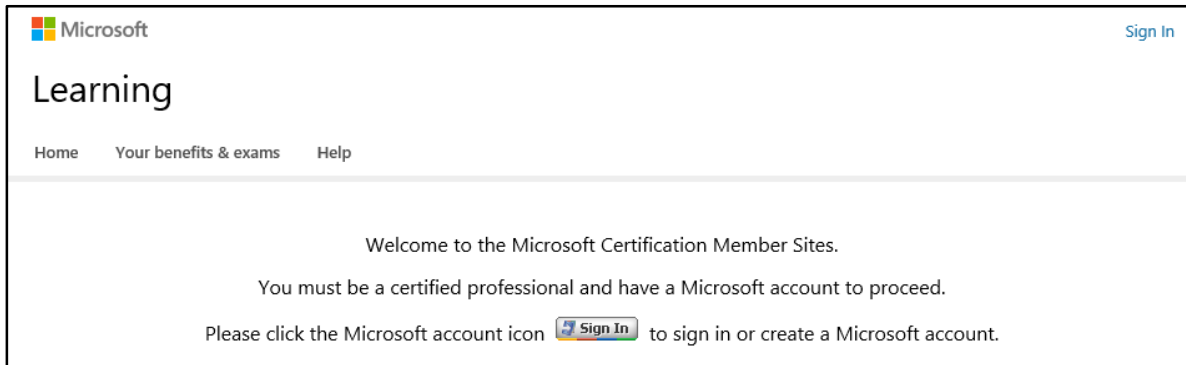 Microsoft
Sign In
Learning
Home Your benefits & exams Help
Welcome to the Microsoft Certification Member Sites.
You must be a certified professional and have a Microsoft account to proceed.
Please click the Microsoft account icon Sign In to sign in or create a Microsoft account.